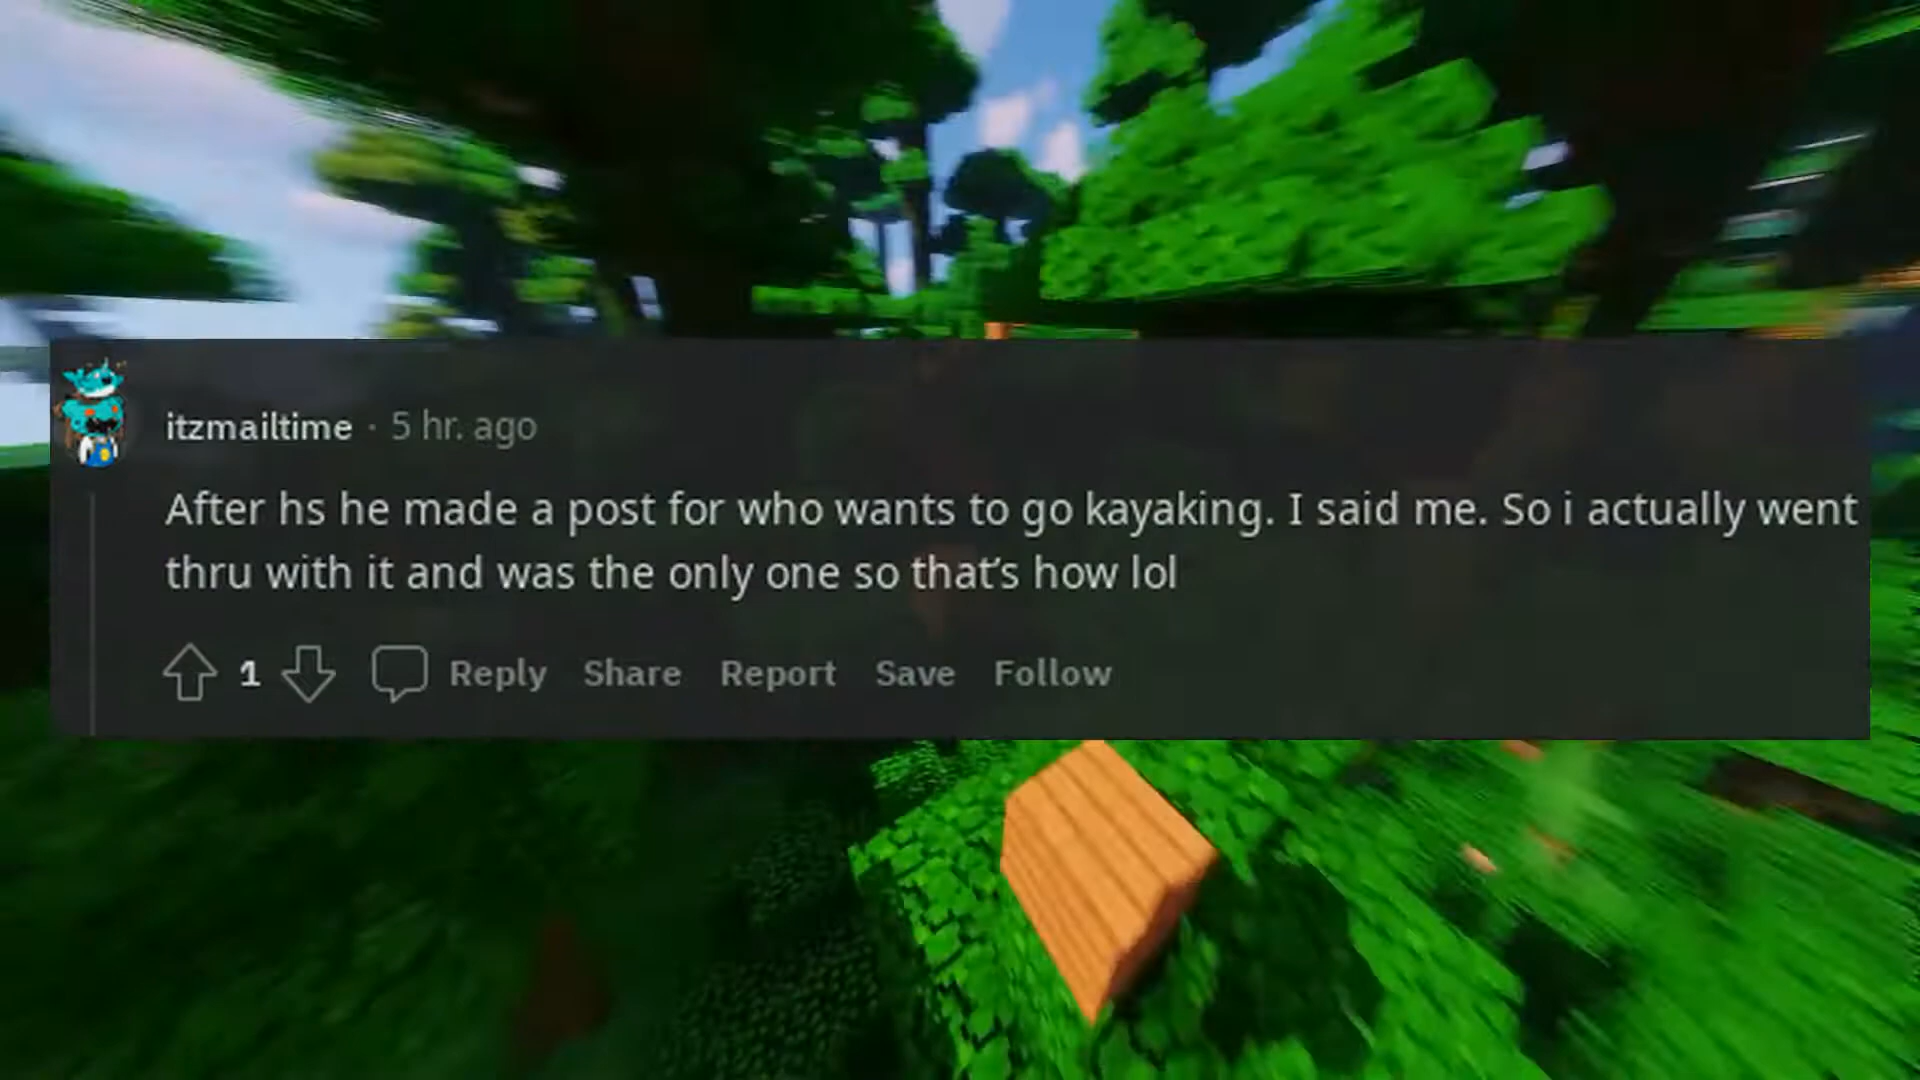 itzmailtime · 5 hr. ago
After hs he made a post for who wants to go kayaking. I said me. So i actually went
thru with it and was the only one so that’s how lol
1 Reply Share Report Save Follow